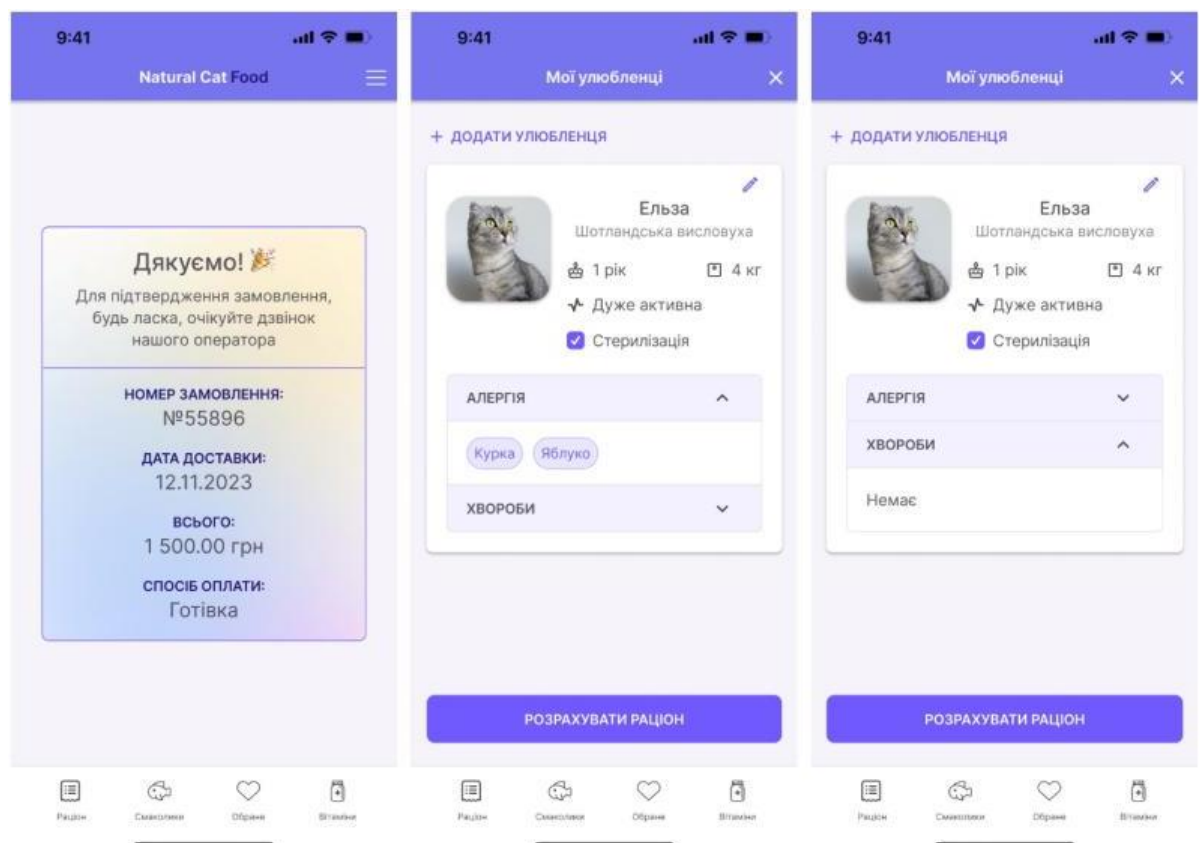 9:41
Natural Cat Food
Дякуємо! 🎉
Для підтвердження замовлення,
будь ласка, очікуйте дзвінок
нашого оператора
НОМЕР ЗАМОВЛЕННЯ:
№55896
ДАТА ДОСТАВКИ:
12.11.2023
ВСЬОГО:
1 500.00 грн
СПОСІБ ОПЛАТИ:
Готівка
Раціон Смаколики Обране Вітаміни
9:41
Мої улюбленці
+ ДОДАТИ УЛЮБЛЕНЦЯ
Ельза
Шотландська висловуха
1 рік 4 кг
Дуже активна
Стерилізація
АЛЕРГІЯ
Курка Яблуко
ХВОРОБИ
РОЗРАХУВАТИ РАЦІОН
Раціон Смаколики Обране Вітаміни
9:41
Мої улюбленці
+ ДОДАТИ УЛЮБЛЕНЦЯ
Ельза
Шотландська висловуха
1 рік 4 кг
Дуже активна
Стерилізація
АЛЕРГІЯ
ХВОРОБИ
Немає
РОЗРАХУВАТИ РАЦІОН
Раціон Смаколики Обране Вітаміни